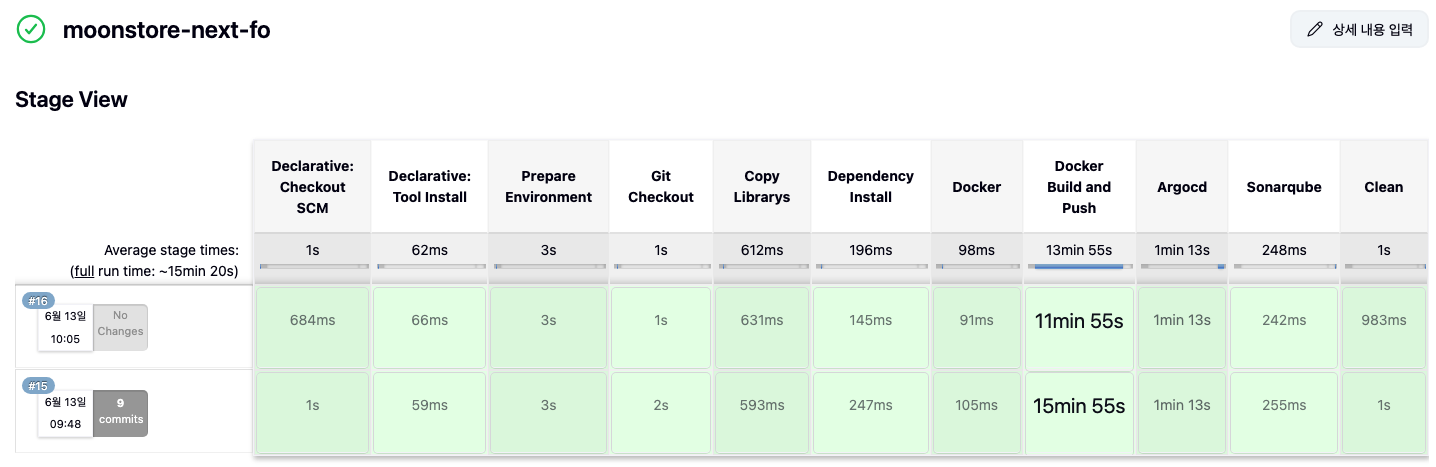 moonstore-next-fo
상세 내용 입력
Stage View
Declarative:
Checkout
SCM
Declarative:
Tool Install
Prepare
Environment
Git
Checkout
Copy
Librarys
Dependency
Install
Docker
Docker
Build and
Push
Argocd
Sonarqube
Clean
Average stage times:
(full run time: ~15min 20s)
1s
62ms
3s
1s
612ms
196ms
98ms
13min 55s
1min 13s
248ms
1s
#16
6월 13일
10:05
No
Changes
684ms
66ms
3s
1s
631ms
145ms
91ms
11min 55s
1min 13s
242ms
983ms
#15
6월 13일
09:48
9
commits
1s
59ms
3s
2s
593ms
247ms
105ms
15min 55s
1min 13s
255ms
1s